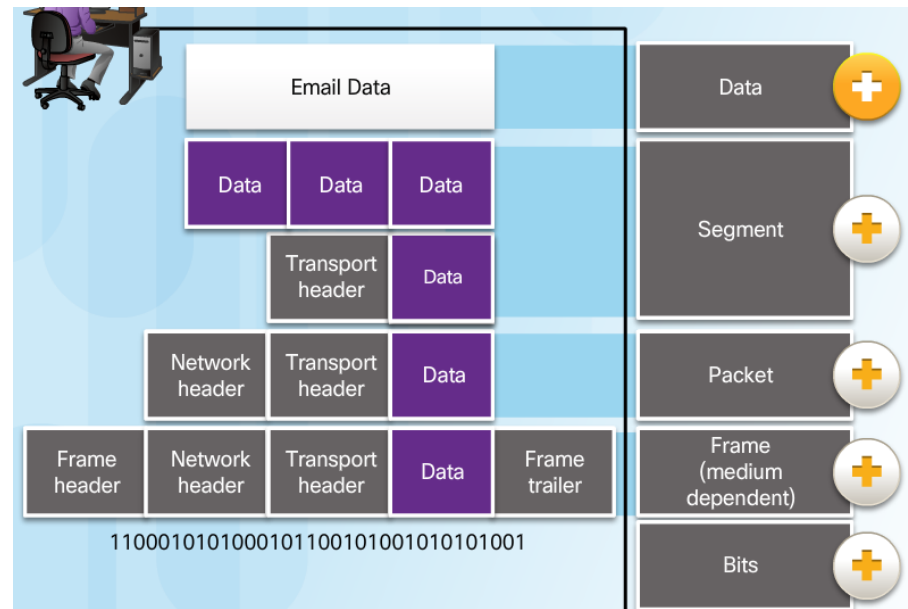 Email Data
Data
Data
Data
Data
Segment
Transport
header
Data
Network
header
Transport
header
Data
Packet
Frame
header
Network
header
Transport
header
Data
Frame
trailer
Frame
(medium
dependent)
1100010101000101100101001010101001
Bits